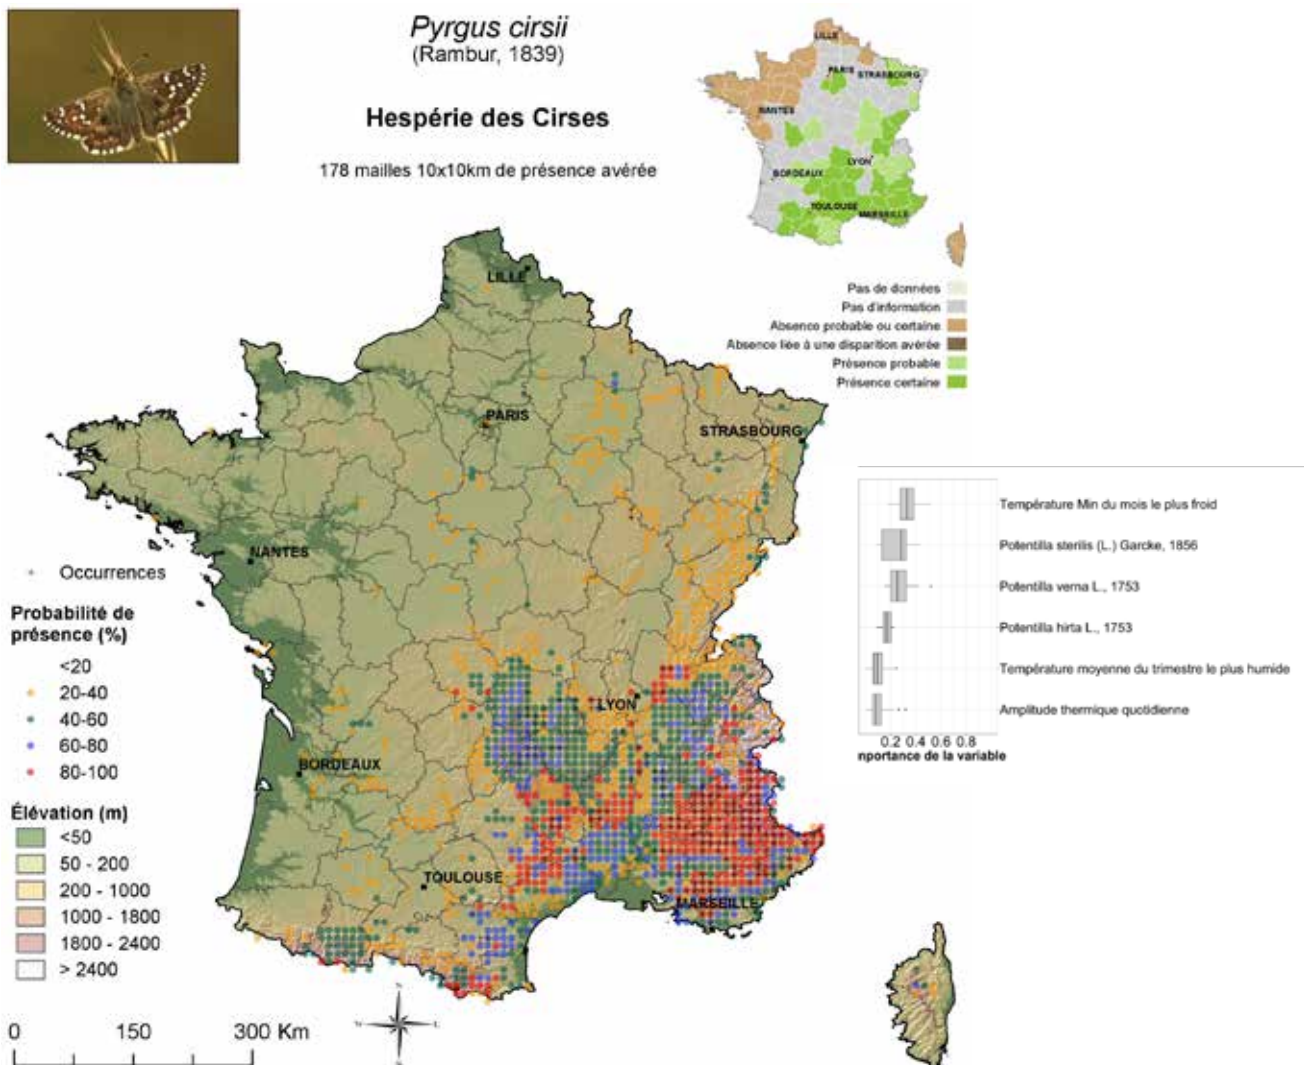 Pyrgus cirsii
(Rambur, 1839)
Hespérie des Cirses
178 mailles 10x10km de présence avérée
LILLE
PARIS
STRASBOURG
NANTES
LYON
BORDEAUX
TOULOUSE
MARSEILLE
Pas de données
Pas d'information
Absence probable ou certaine
Absence liée à une disparition avérée
Présence probable
Présence certaine
LILLE
PARIS
STRASBOURG
NANTES
LYON
BORDEAUX
TOULOUSE
MARSEILLE
Occurrences
Probabilité de
présence (%)
<20
20-40
40-60
60-80
80-100
Élévation (m)
<50
50 - 200
200 - 1000
1000 - 1800
1800 - 2400
> 2400
0 150 300 Km
Température Min du mois le plus froid
Potentilla sterilis (L.) Garcke, 1856
Potentilla verna L., 1753
Potentilla hirta L., 1753
Température moyenne du trimestre le plus humide
Amplitude thermique quotidienne
0.2 0.4 0.6 0.8
nportance de la variable